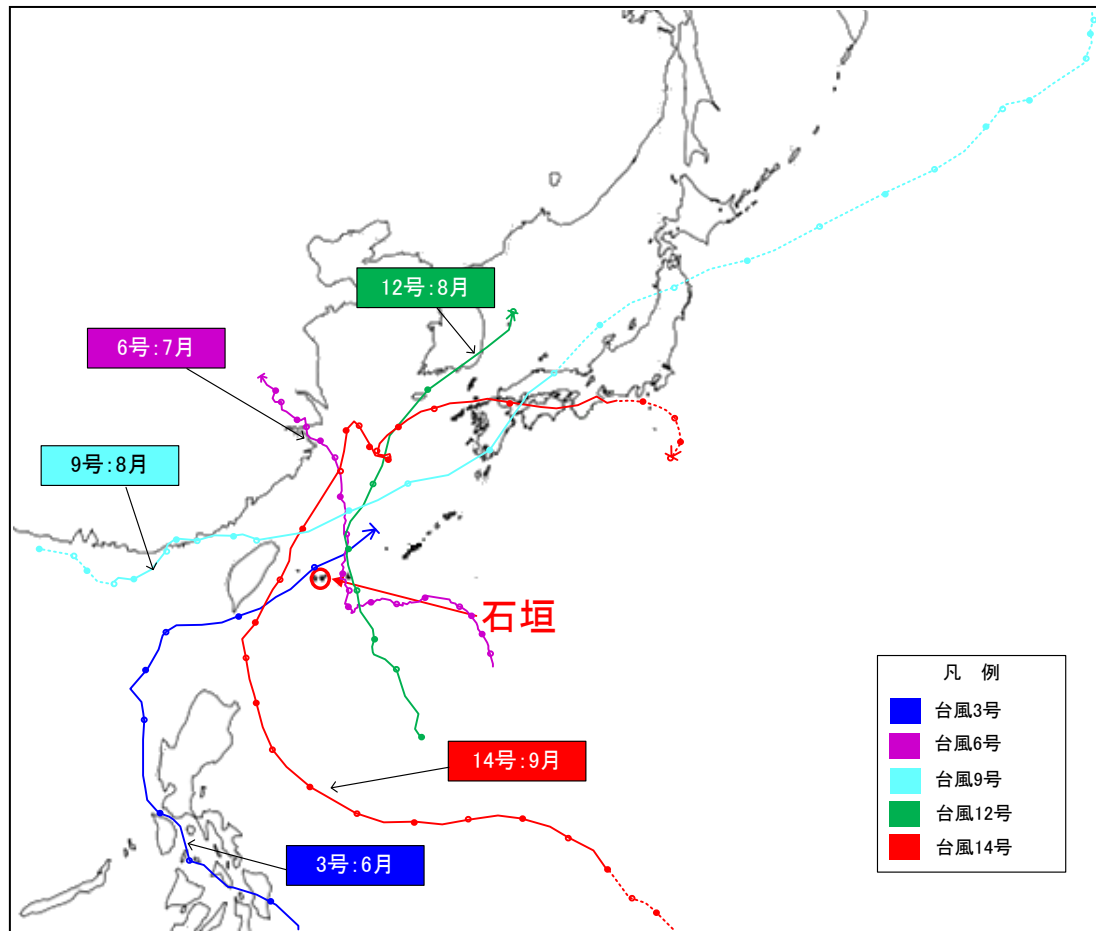 12号:8月
6号:7月
9号:8月
石垣
14号:9月
3号:6月
凡 例
台風3号
台風6号
台風9号
台風12号
台風14号